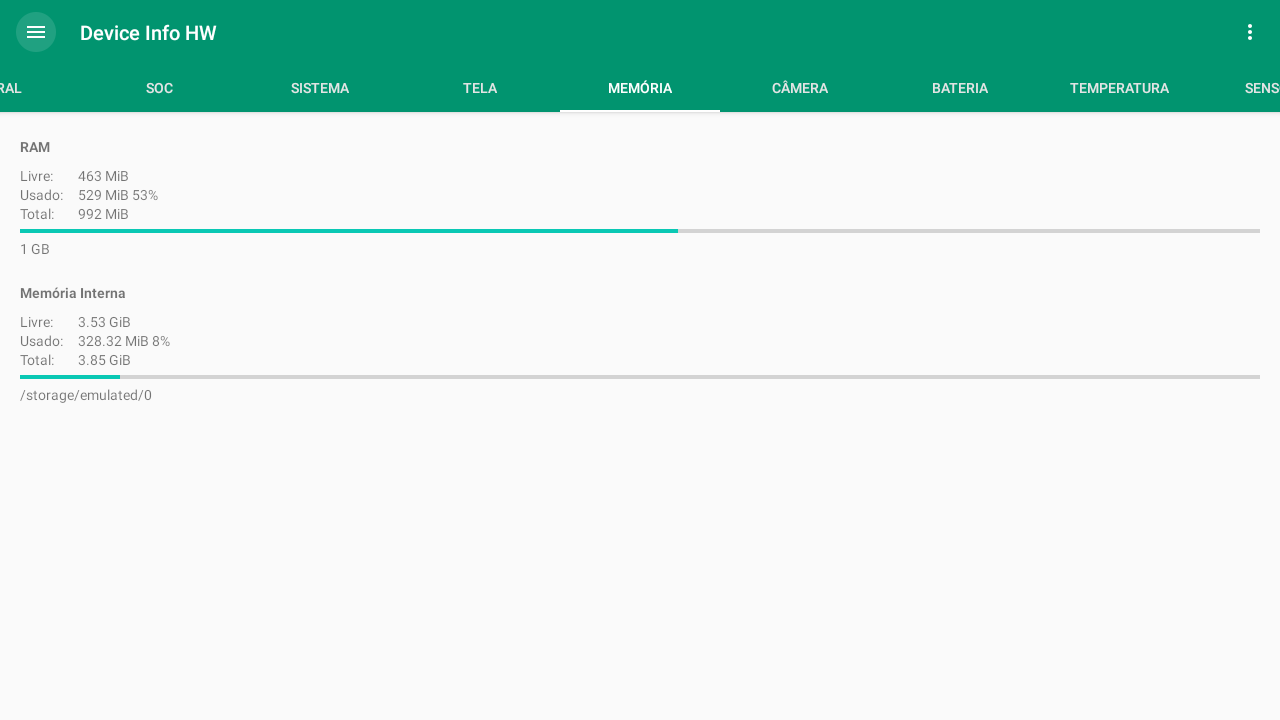 Device Info HW
RAL SOC SISTEMA TELA MEMÓRIA CÂMERA BATERIA TEMPERATURA SENS
RAM
Livre: 463 MiB
Usado: 529 MiB 53%
Total: 992 MiB
1 GB
Memória Interna
Livre: 3.53 GiB
Usado: 328.32 MiB 8%
Total: 3.85 GiB
/storage/emulated/0